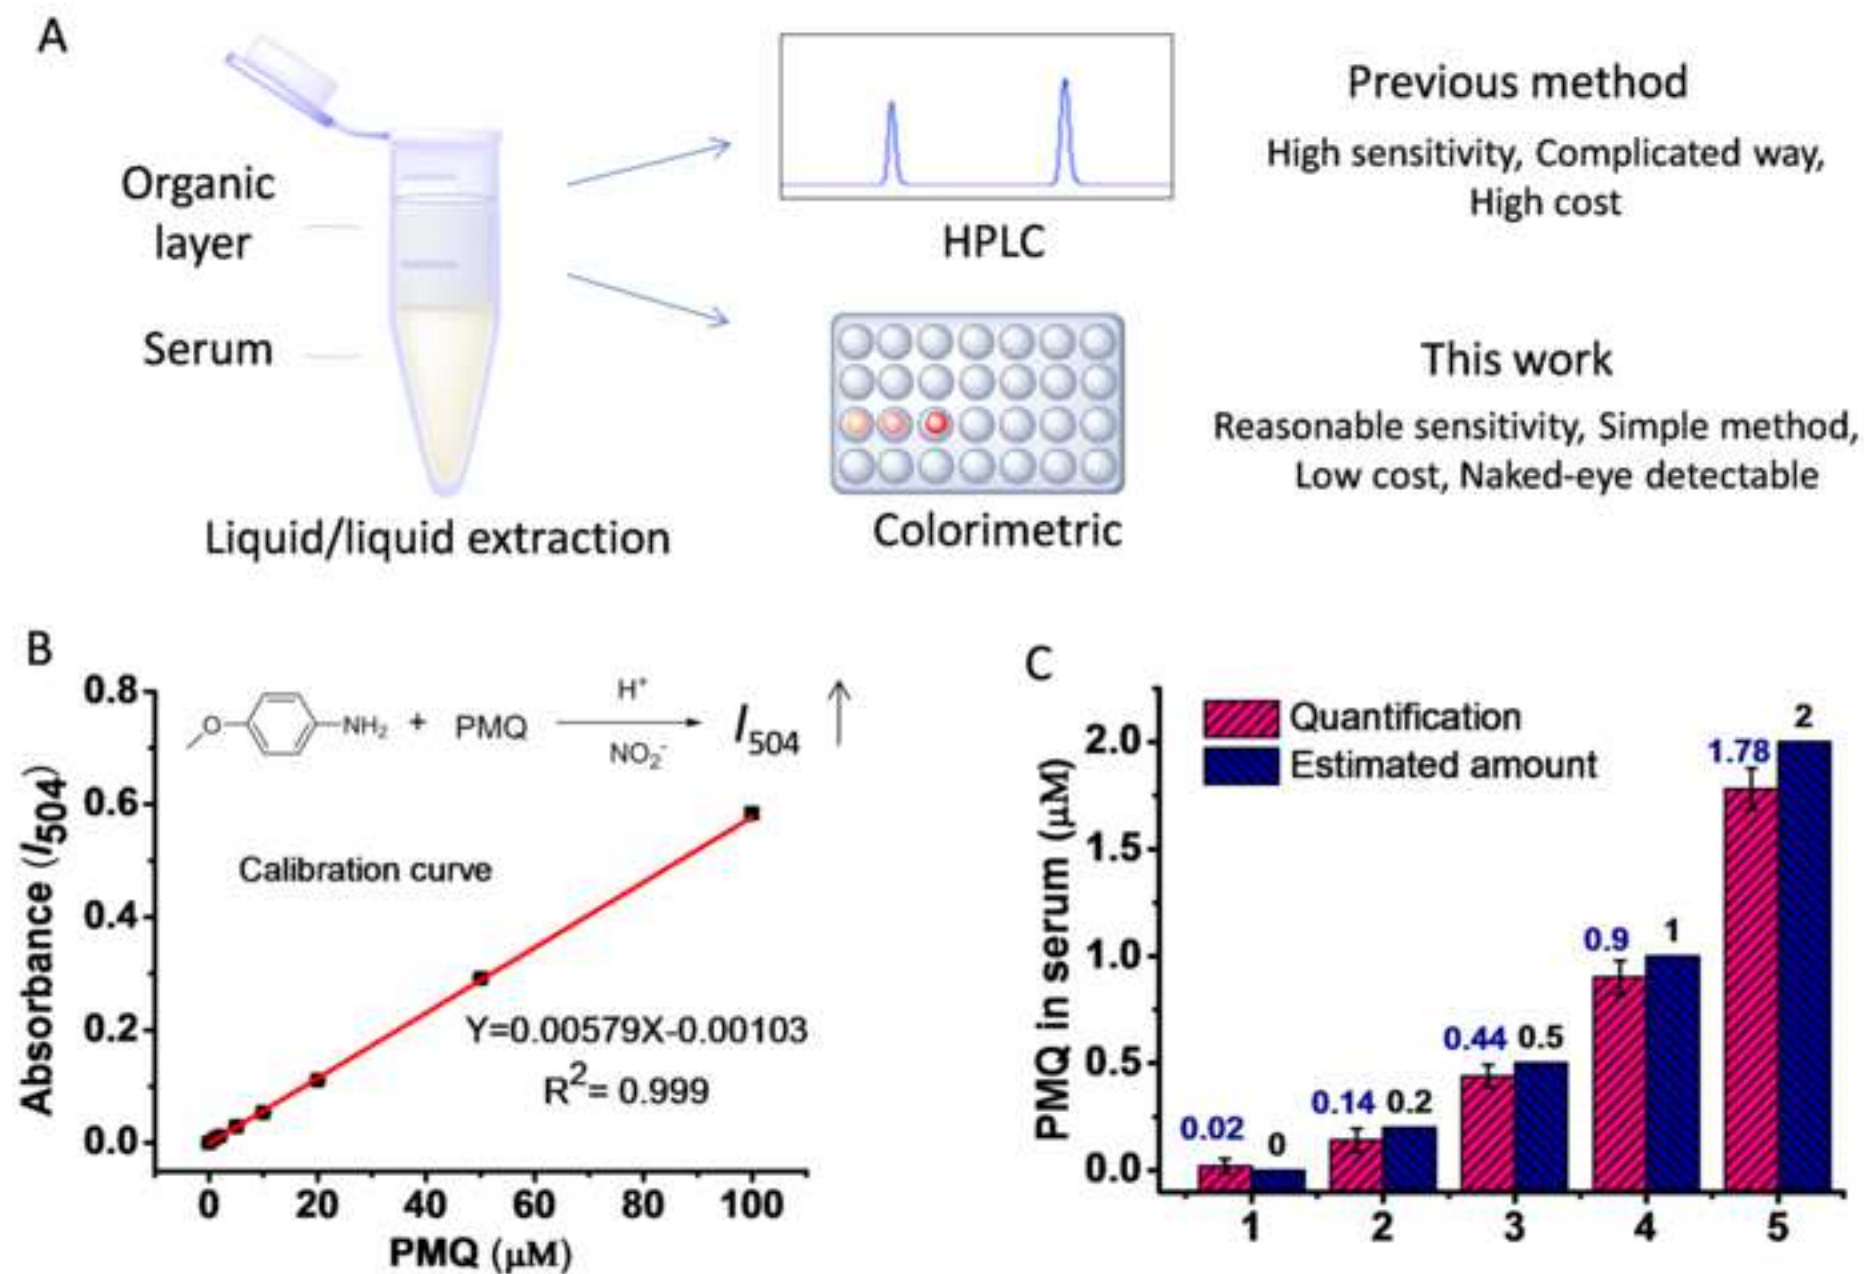 A
Organic
layer
Serum
Liquid/liquid extraction
HPLC
Colorimetric
Previous method
High sensitivity, Complicated way,
High cost
This work
Reasonable sensitivity, Simple method,
Low cost, Naked-eye detectable
B
0.8
0.6
0.4
0.2
0.0
Absorbance (I504)
O
NH2 + PMQ
H+
NO2-
I504
Calibration curve
Y=0.00579X-0.00103
R2= 0.999
0 20 40 60 80 100
PMQ (μM)
C
Quantification
Estimated amount
2.0
1.5
1.0
0.5
0.0
PMQ in serum (μM)
0.02 0
0.14 0.2
0.44 0.5
0.9 1
1.78 2
1 2 3 4 5